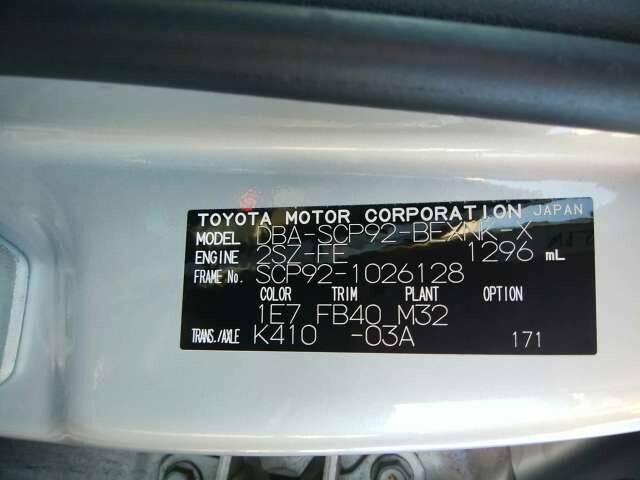 TOYOTA MOTOR CORPORATION JAPAN
MODEL DBA-SCP92-BEXNK-X
ENGINE 2SZ-FE 1296 mL
FRAME No. SCP92-1026128
COLOR TRIM PLANT OPTION
1E7 FB40 M32
TRANS./AXLE K410 -03A 171